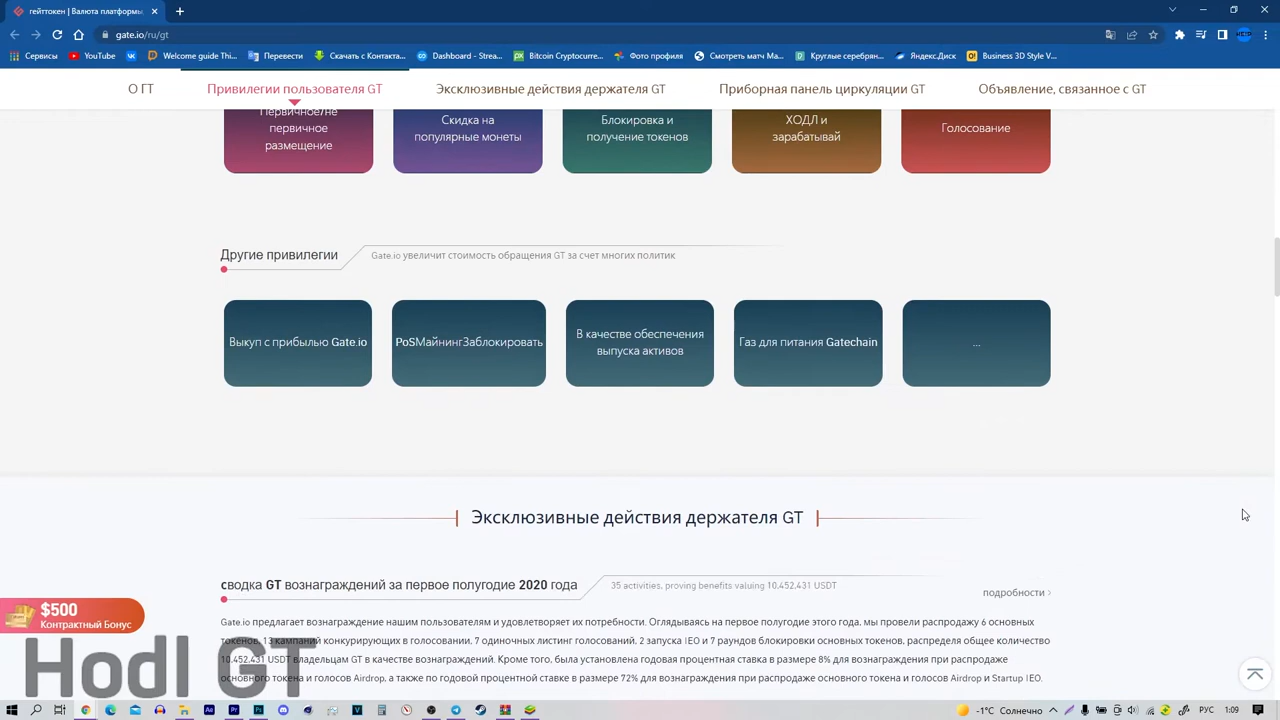 гейттокен | Валюта платформы,
gate.io/ru/gt
Сервисы
YouTube
Welcome guide Thi...
Перевести
Скачать с Контакта...
Dashboard - Strea...
Bitcoin Cryptocurre...
Фото профиля
Смотреть матч Ма...
Круглые серебрян...
Яндекс.Диск
Business 3D Style V...
О ГТ
Привилегии пользователя GT
Эксклюзивные действия держателя GT
Приборная панель циркуляции GT
Объявление, связанное с GT
Первичное/не
первичное
размещение
Скидка на
популярные монеты
Блокировка и
получение токенов
ХОДЛ и
зарабатывай
Голосование
Другие привилегии
Gate.io увеличит стоимость обращения GT за счет многих политик
Выкуп с прибылью Gate.io
PoSМайнингЗаблокировать
В качестве обеспечения
выпуска активов
Газ для питания Gatechain
...
Эксклюзивные действия держателя GT
сводка GT вознаграждений за первое полугодие 2020 года
35 activities, proving benefits valuing 10,452,431 USDT
подробности ›
Gate.io предлагает вознаграждение нашим пользователям и удовлетворяет их потребности. Оглядываясь на первое полугодие этого года, мы провели распродажу 6 основных
токенов, 13 кампаний конкурирующих в голосовании, 7 одиночных листинг голосований, 2 запуска IEO и 7 раундов блокировки основных токенов, распределя общее количество
10,452,431 USDT владельцам GT в качестве вознаграждений. Кроме того, была установлена годовая процентная ставка в размере 8% для вознаграждения при распродаже
основного токена и голосов Airdrop, а также по годовой процентной ставке в размере 72% для вознаграждения при распродаже основного токена и голосов Airdrop и Startup IEO.
$500
Контрактный Бонус
Hodl GT
-1°C Солнечно
РУС
1:09